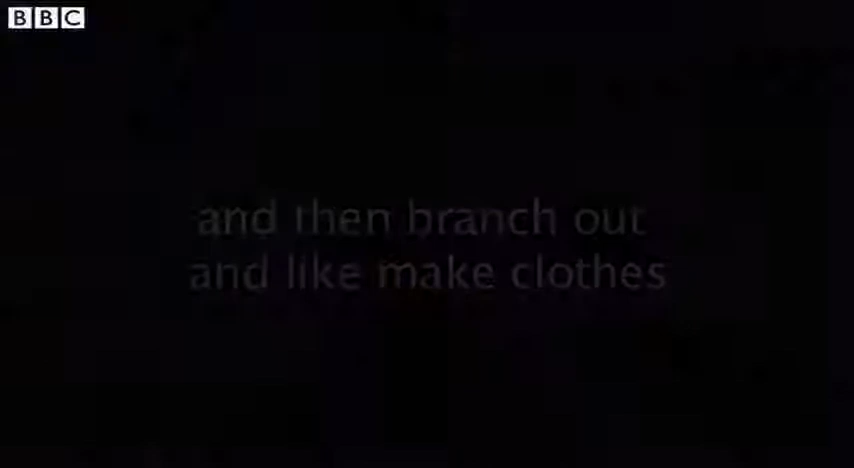 BBC
and then branch out
and like make clothes